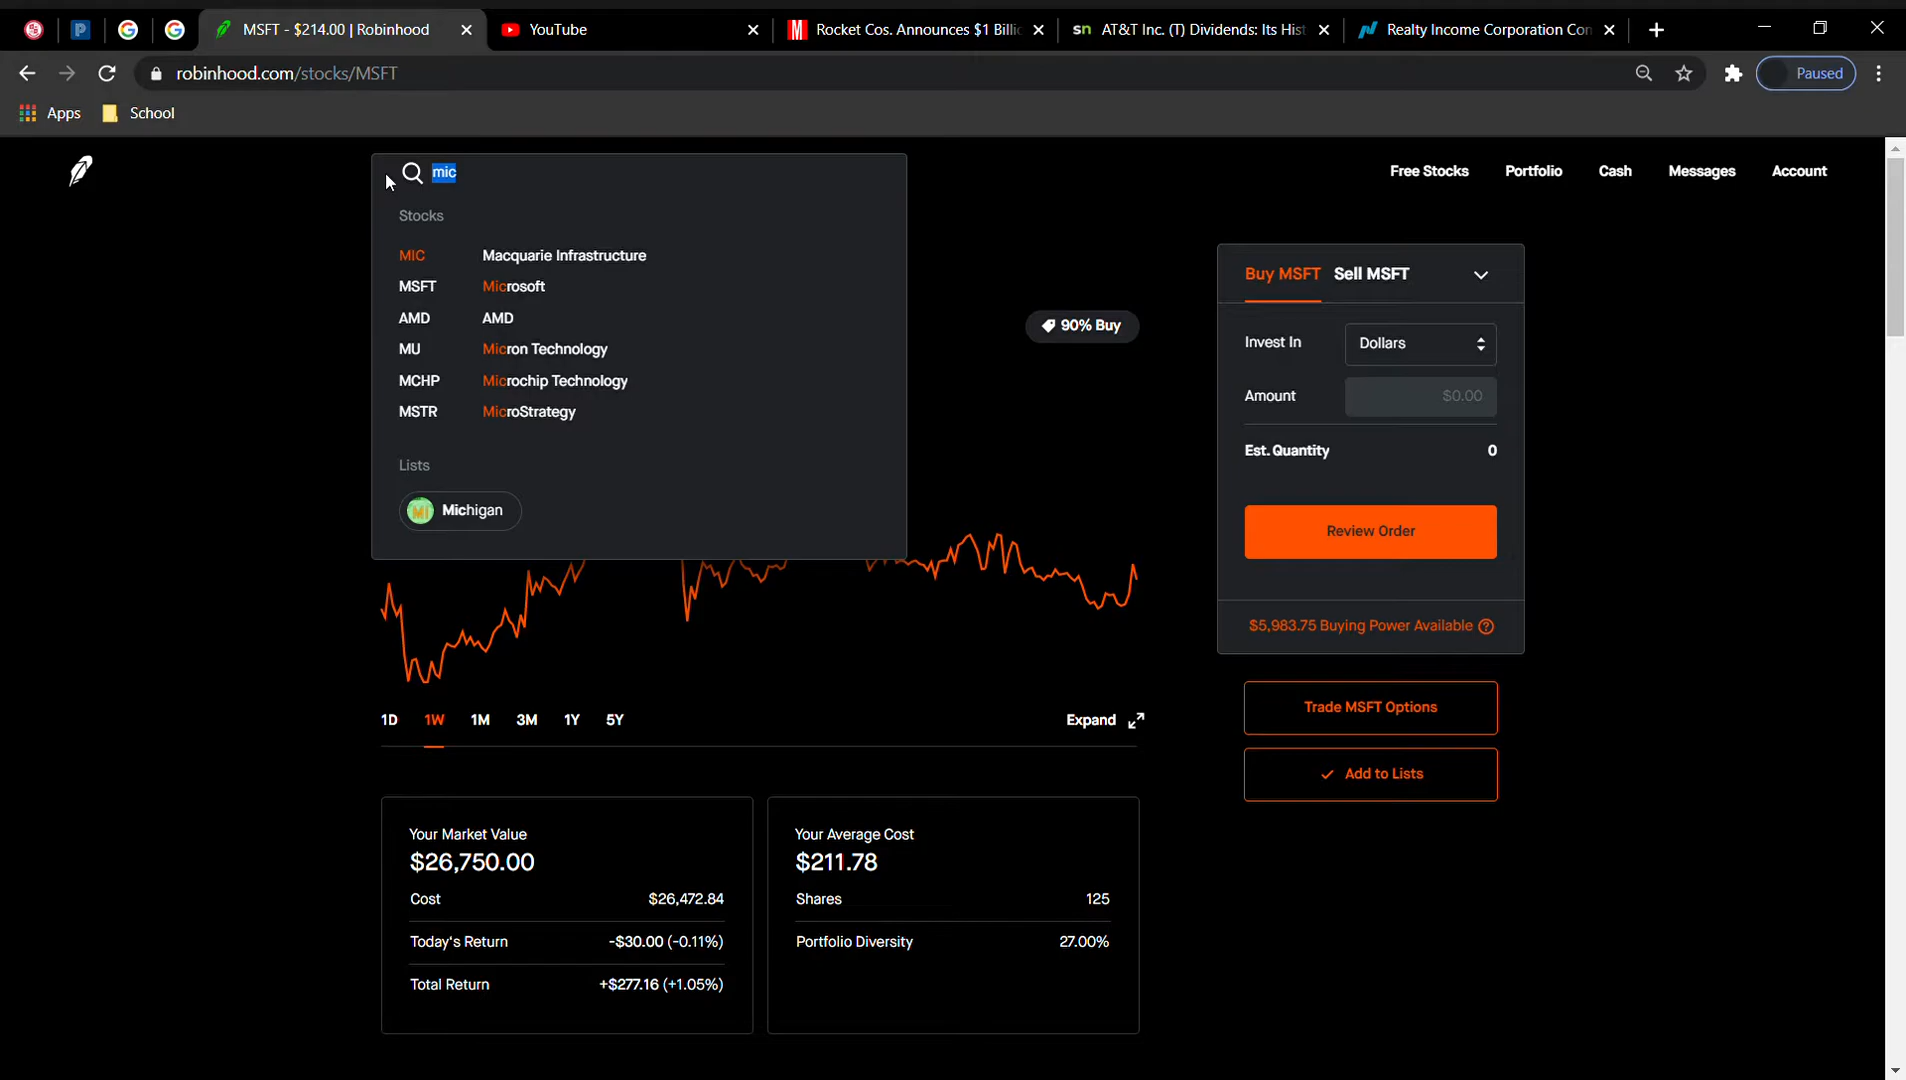 MSFT - $214.00 | Robinhood
YouTube
Rocket Cos. Announces $1 Billi
sn AT&T Inc. (T) Dividends: Its Hist
Realty Income Corporation Con
robinhood.com/stocks/MSFT
Paused
Apps
School
mic
Free Stocks
Portfolio
Cash
Messages
Account
Stocks
MIC Macquarie Infrastructure
MSFT Microsoft
AMD AMD
MU Micron Technology
MCHP Microchip Technology
MSTR MicroStrategy
Lists
MI Michigan
90% Buy
Buy MSFT Sell MSFT
Invest In Dollars
Amount $0.00
Est. Quantity 0
Review Order
$5,983.75 Buying Power Available ?
Trade MSFT Options
Add to Lists
1D 1W 1M 3M 1Y 5Y
Expand
Your Market Value
$26,750.00
Cost $26,472.84
Today's Return -$30.00 (-0.11%)
Total Return +$277.16 (+1.05%)
Your Average Cost
$211.78
Shares 125
Portfolio Diversity 27.00%